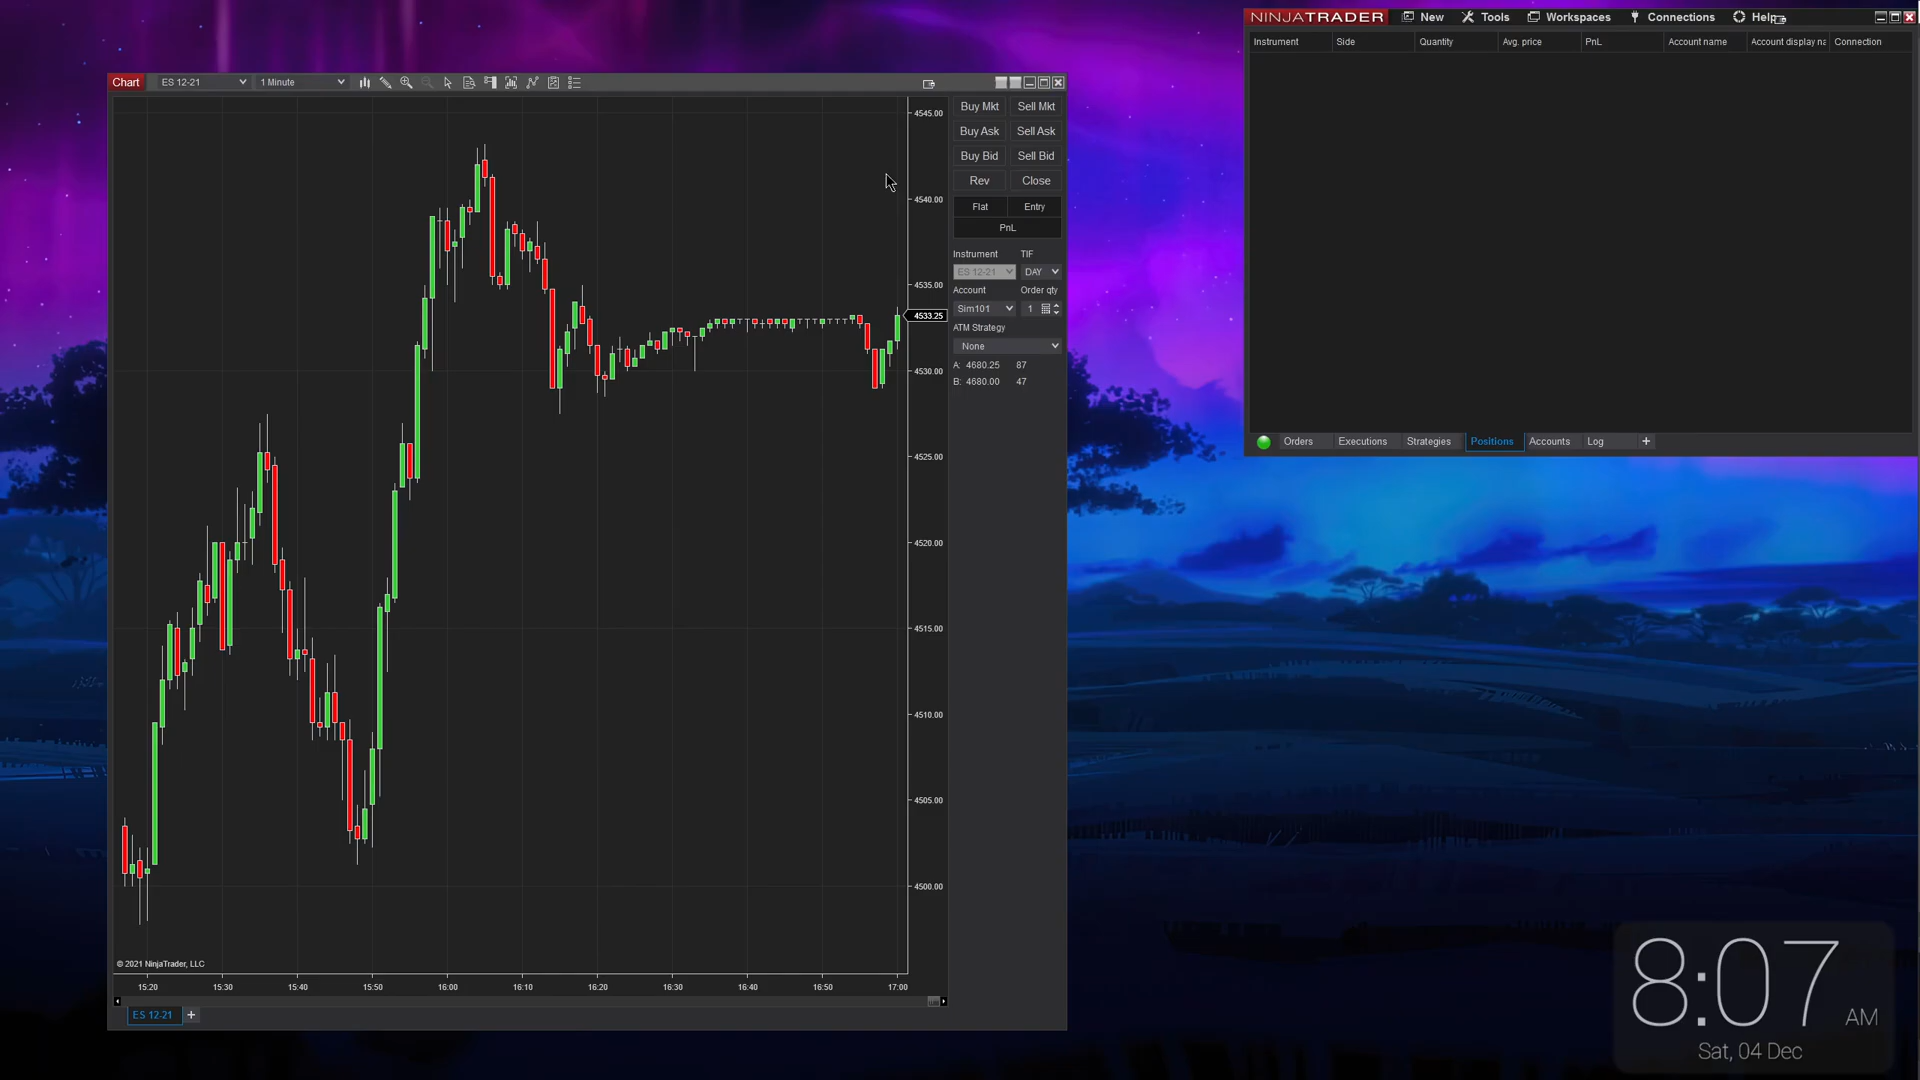 NINJATRADER New Tools Workspaces Connections Help
Instrument Side Quantity Avg. price PnL Account name Account display na Connection
Orders Executions Strategies Positions Accounts Log +
Chart ES 12-21 1 Minute
4545.00
4540.00
4535.00
4533.25
4530.00
4525.00
4520.00
4515.00
4510.00
4505.00
4500.00
Buy Mkt Sell Mkt
Buy Ask Sell Ask
Buy Bid Sell Bid
Rev Close
Flat Entry
PnL
Instrument TIF
ES 12-21 DAY
Account Order qty
Sim101 1
ATM Strategy
None
A: 4680.25 87
B: 4680.00 47
© 2021 NinjaTrader, LLC
15:20 15:30 15:40 15:50 16:00 16:10 16:20 16:30 16:40 16:50 17:00
ES 12-21 +
8:07 AM
Sat, 04 Dec